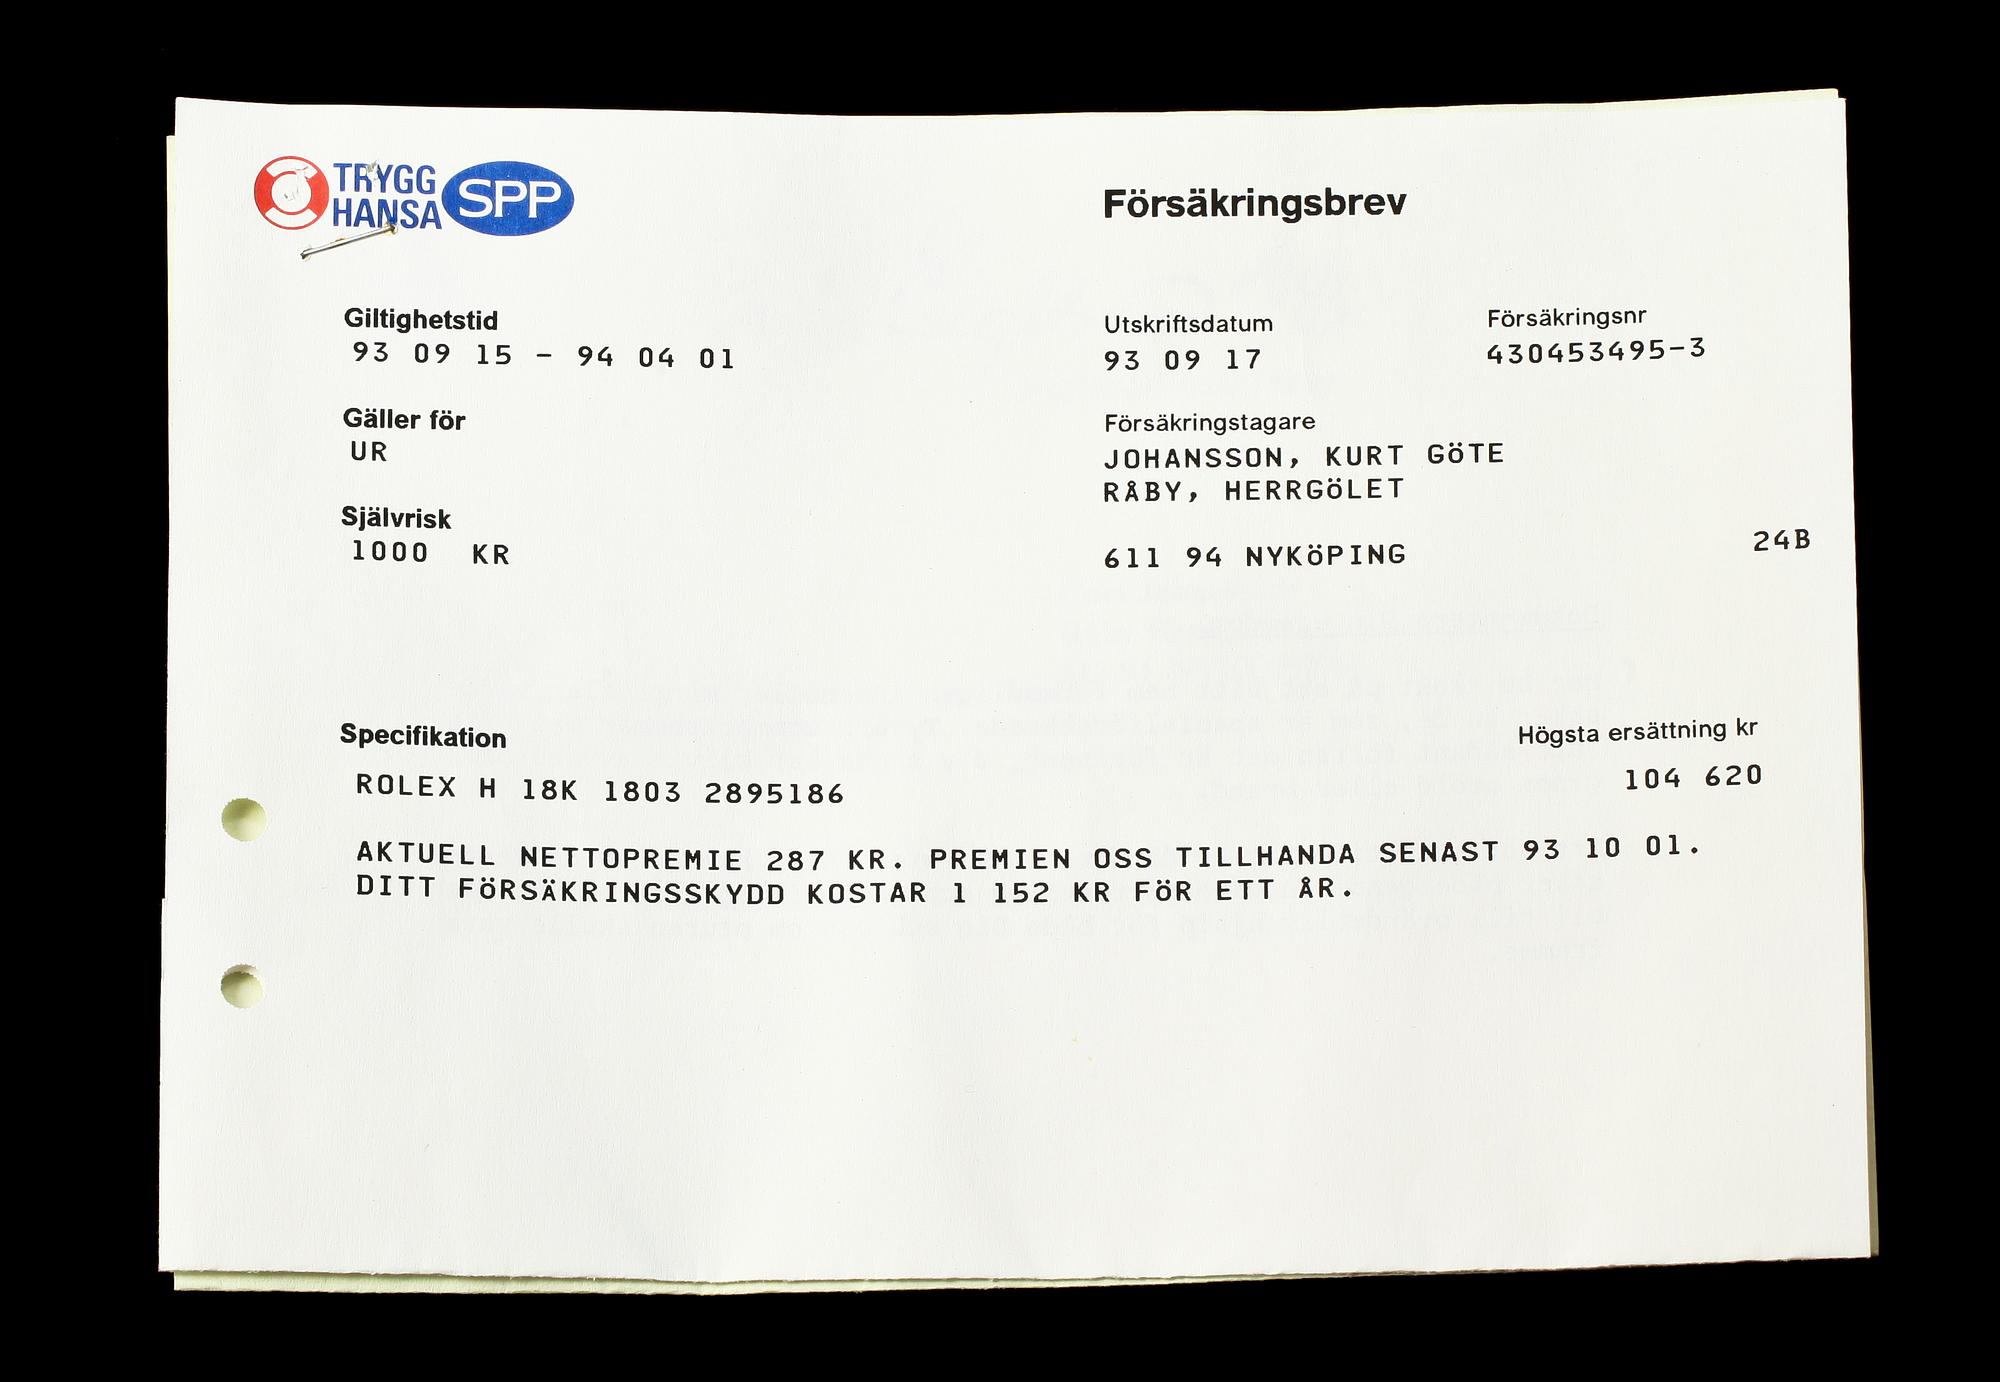 TRYGG
HANSA SPP
Försäkringsbrev
Giltighetstid
93 09 15 - 94 04 01
Utskriftsdatum
93 09 17
Försäkringsnr
430453495-3
Gäller för
UR
Försäkringstagare
JOHANSSON, KURT GÖTE
RÅBY, HERRGÖLET
Självrisk
1000 KR
611 94 NYKÖPING
24B
Specifikation
Högsta ersättning kr
ROLEX H 18K 1803 2895186
104 620
AKTUELL NETTOPREMIE 287 KR. PREMIEN OSS TILLHANDA SENAST 93 10 01.
DITT FÖRSÄKRINGSSKYDD KOSTAR 1 152 KR FÖR ETT ÅR.